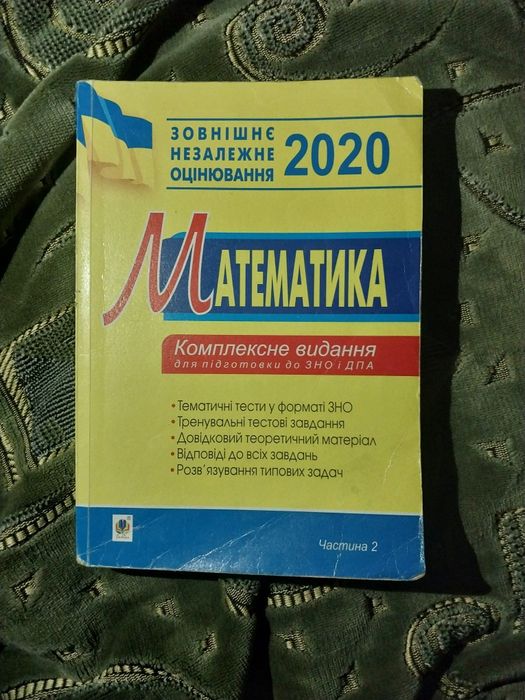 ЗОВНІШНЄ
НЕЗАЛЕЖНЕ
ОЦІНЮВАННЯ
2020
МАТЕМАТИКА
Комплексне видання
для підготовки до ЗНО і ДПА
• Тематичні тести у форматі ЗНО
• Тренувальні тестові завдання
• Довідковий теоретичний матеріал
• Відповіді до всіх завдань
• Розв'язування типових задач
Частина 2